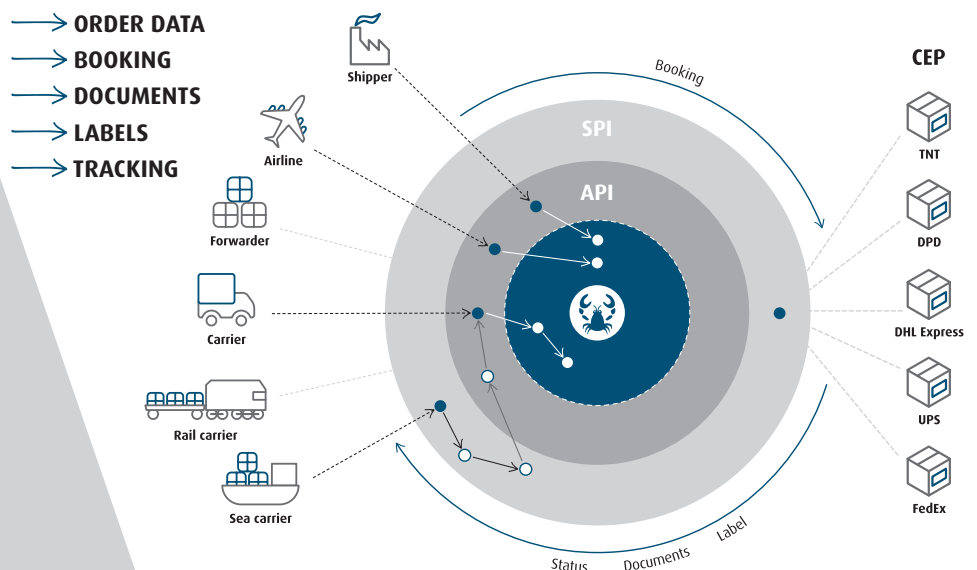 ORDER DATA
BOOKING
DOCUMENTS
LABELS
TRACKING
Shipper
Airline
Forwarder
Carrier
Rail carrier
Sea carrier
Booking
SPI
API
Status
Documents
Label
CEP
TNT
DPD
DHL Express
UPS
FedEx